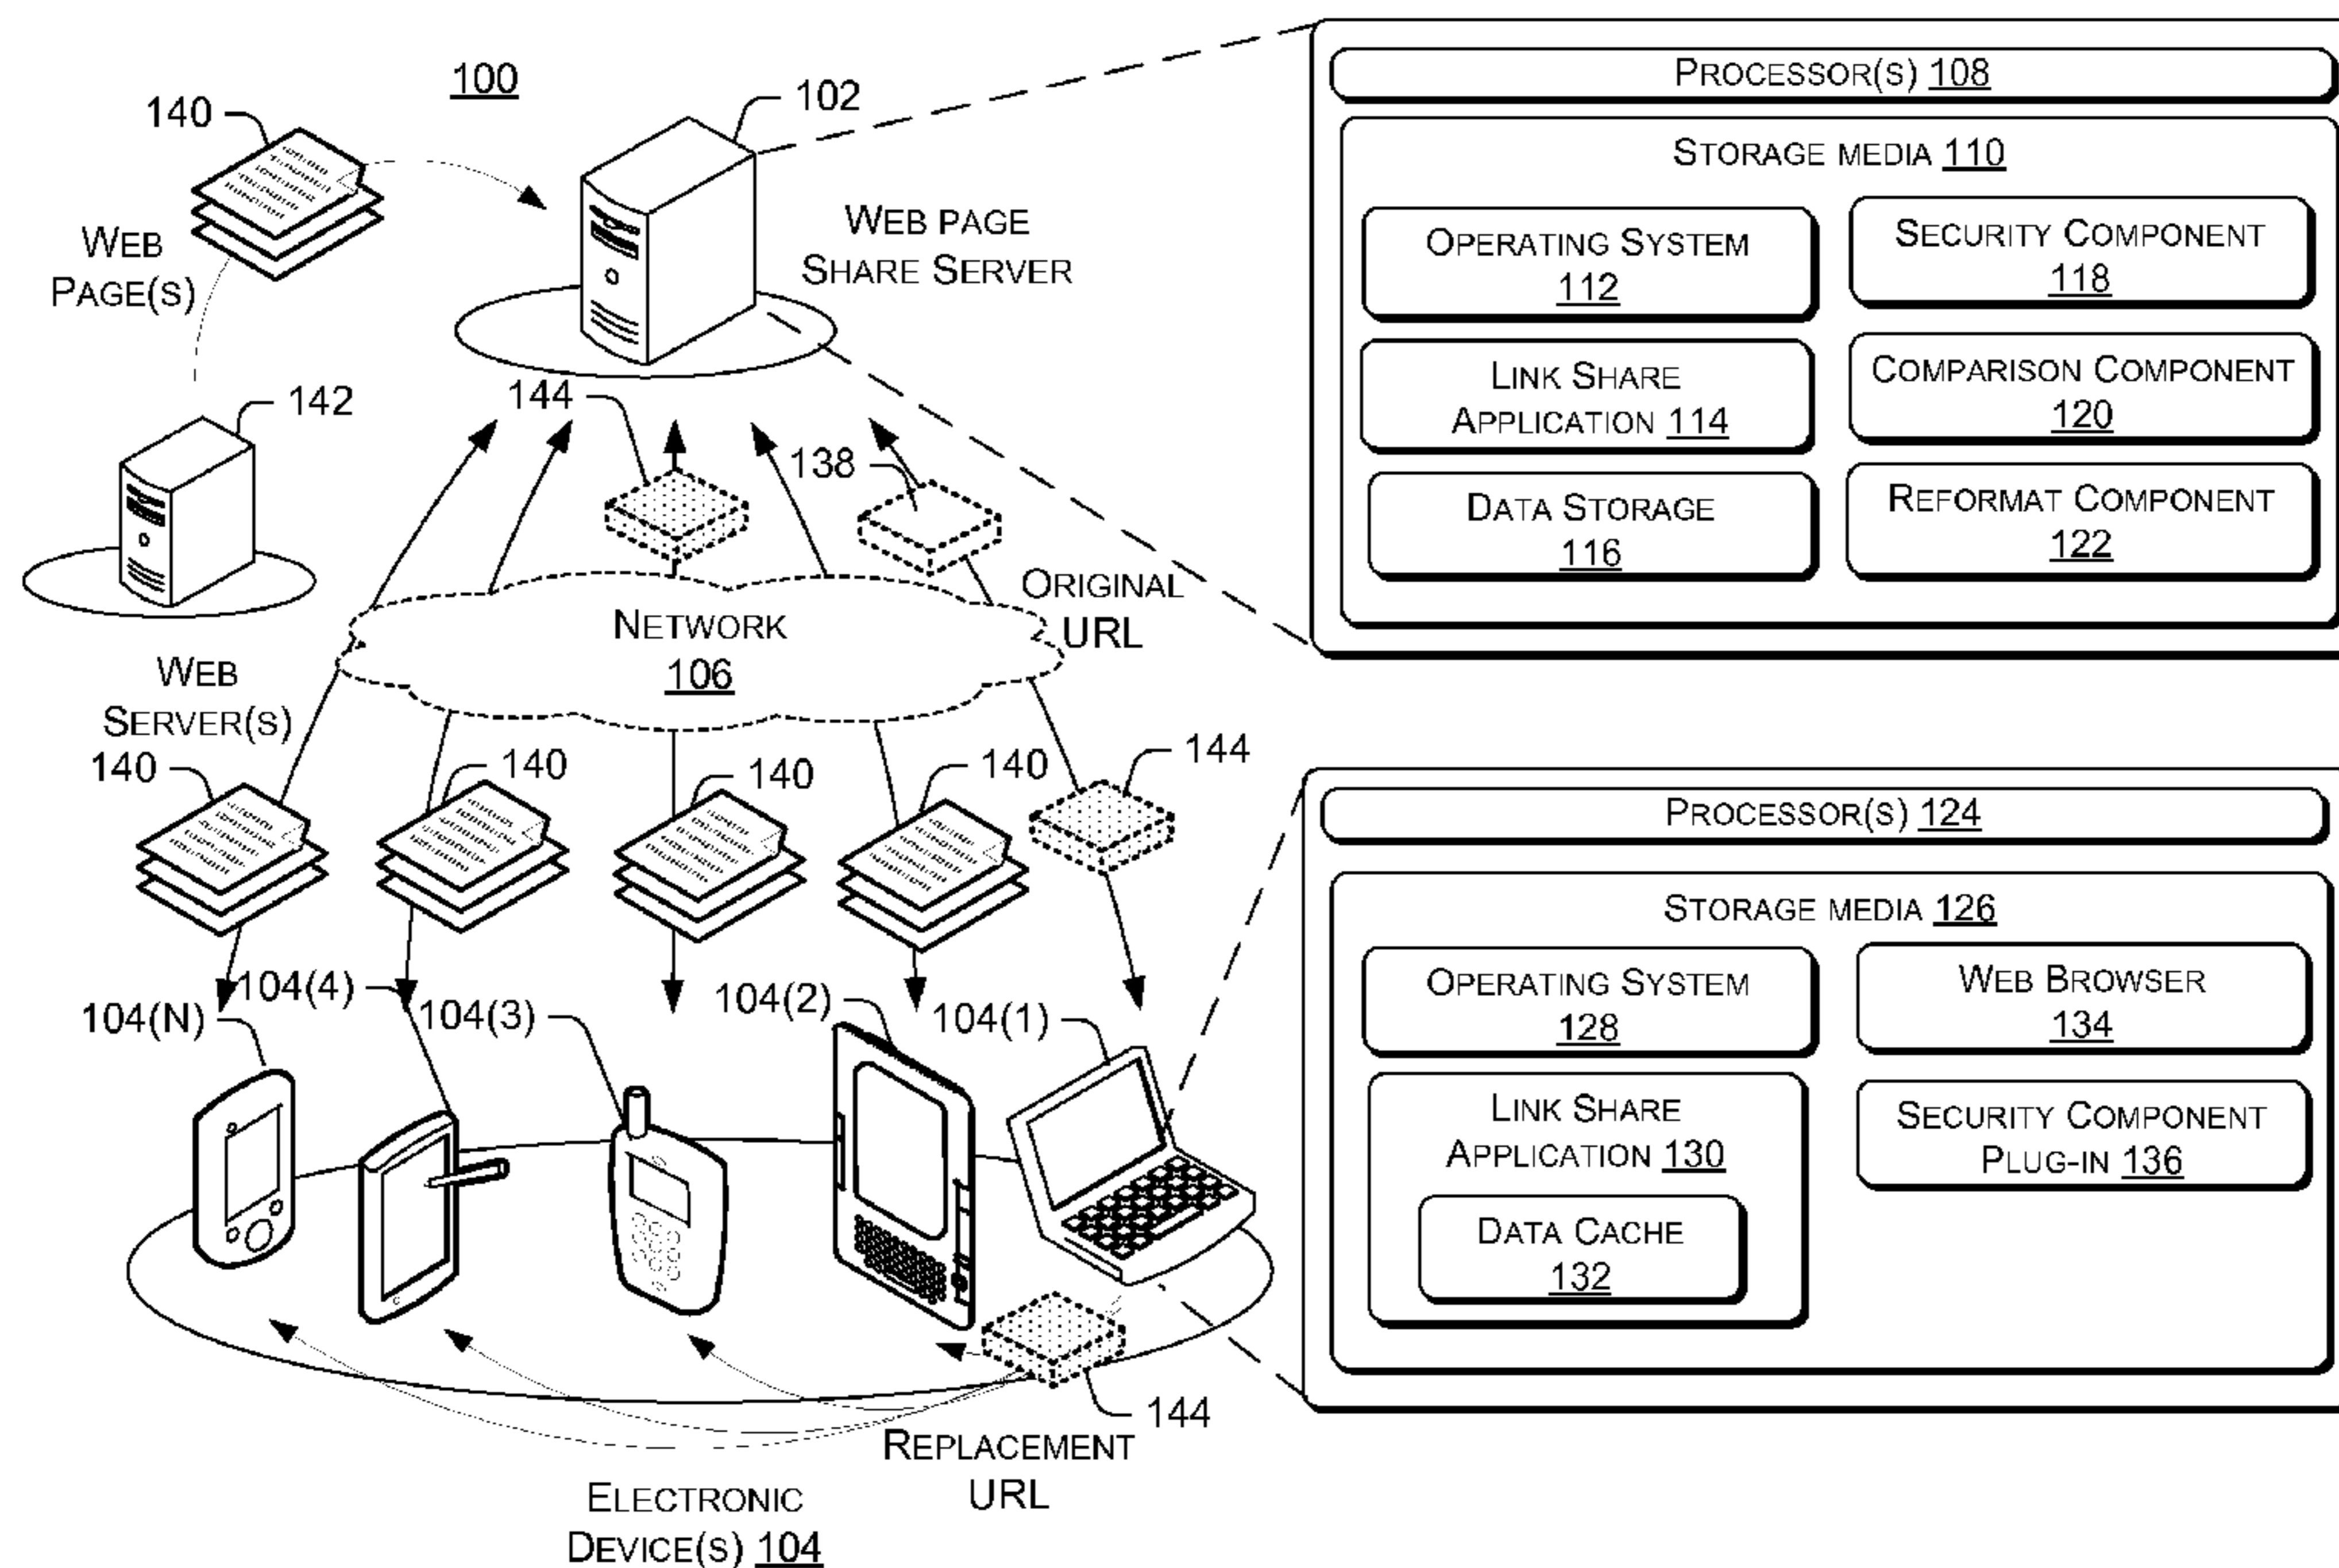 100
140
102
WEB
PAGE(S)
WEB PAGE
SHARE SERVER
142
144
138
ORIGINAL
URL
NETWORK
106
WEB
SERVER(S)
140
140
140
140
144
104(N)
104(4)
104(3)
104(2)
104(1)
144
REPLACEMENT
URL
ELECTRONIC
DEVICE(S) 104
PROCESSOR(S) 108
STORAGE MEDIA 110
OPERATING SYSTEM
112
SECURITY COMPONENT
118
LINK SHARE
APPLICATION 114
COMPARISON COMPONENT
120
DATA STORAGE
116
REFORMAT COMPONENT
122
PROCESSOR(S) 124
STORAGE MEDIA 126
OPERATING SYSTEM
128
WEB BROWSER
134
LINK SHARE
APPLICATION 130
SECURITY COMPONENT
PLUG-IN 136
DATA CACHE
132